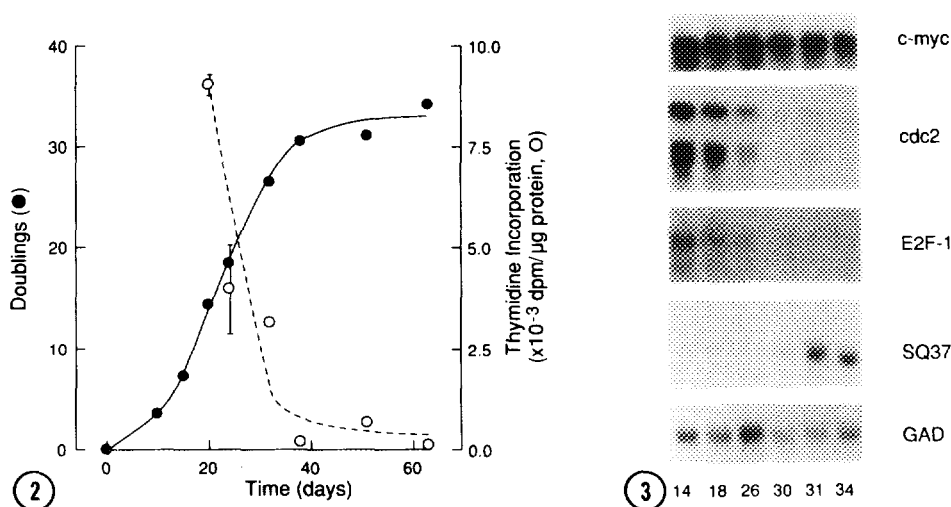 Doublings (●)
40
30
20
10
0
0 20 40 60
Time (days)
10.0
7.5
5.0
2.5
0.0
Thymidine Incorporation
(x10⁻³ dpm/ µg protein, O)
2
c-myc
cdc2
E2F-1
SQ37
GAD
3
14 18 26 30 31 34